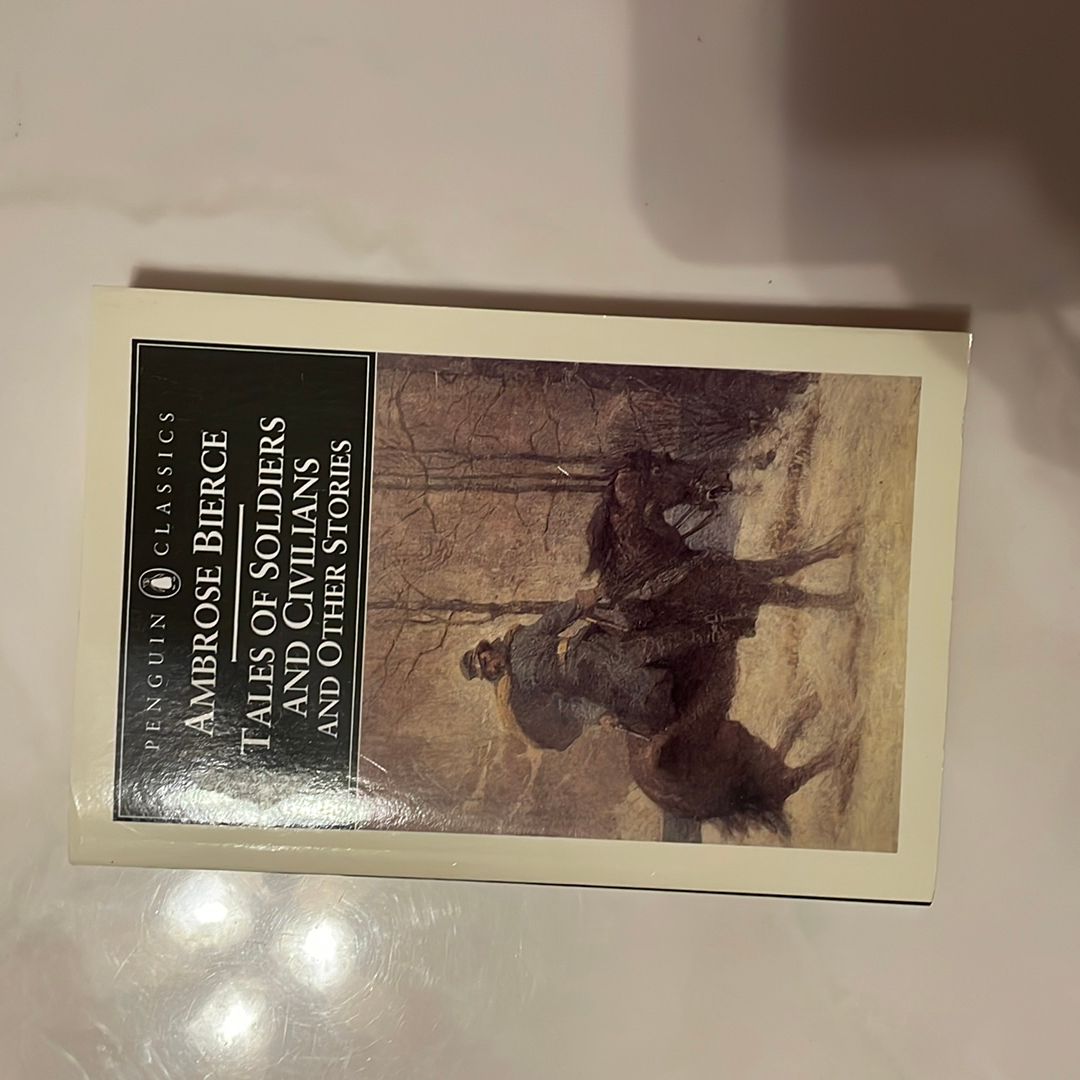 PENGUIN CLASSICS
AMBROSE BIERCE
TALES OF SOLDIERS
AND CIVILIANS
AND OTHER STORIES